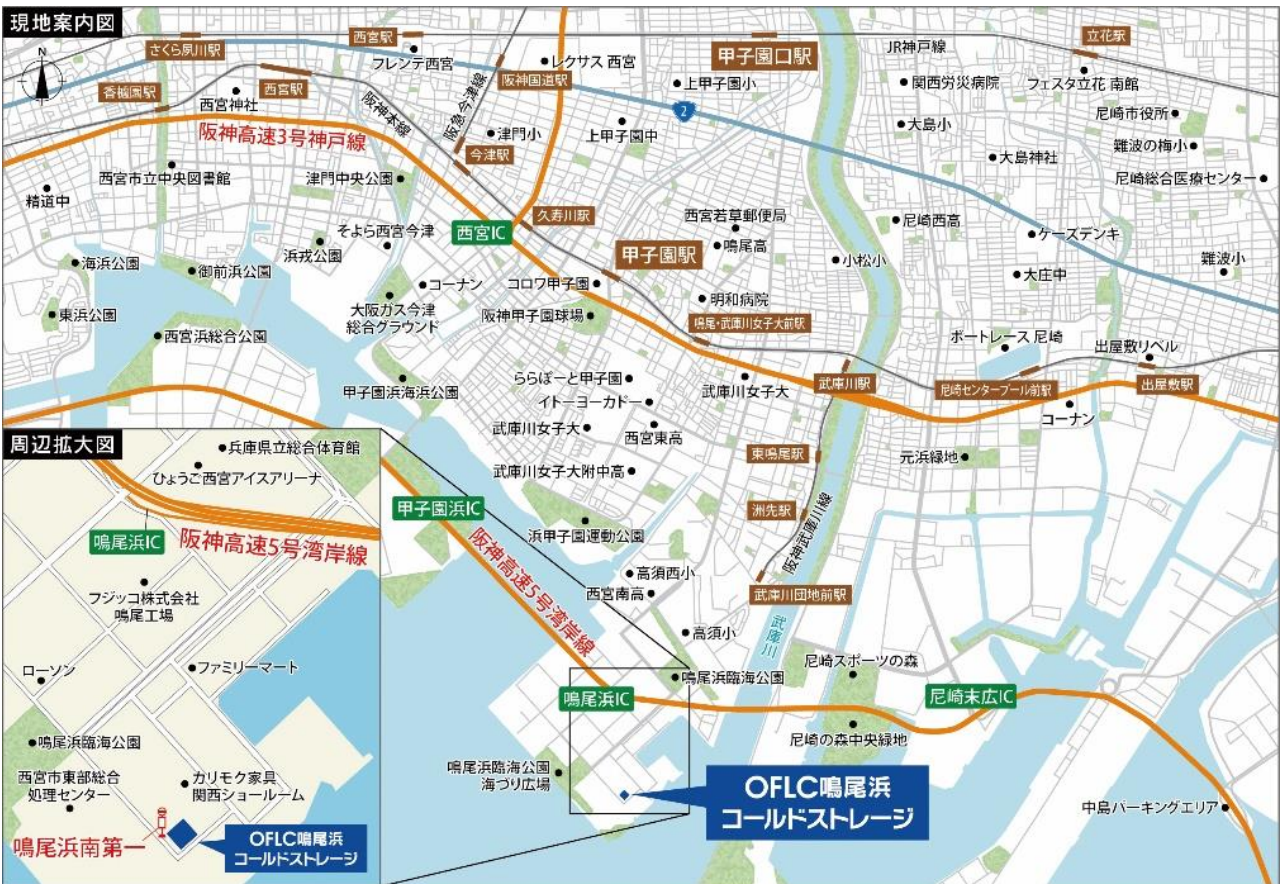 現地案内図
N
さくら夙川駅
西宮駅
フレンテ西宮
レクサス 西宮
甲子園口駅
JR神戸線
立花駅
香櫨園駅
西宮神社
西宮駅
阪神本線
阪急今津線
阪神国道駅
上甲子園小
2
関西労災病院
フェスタ立花 南館
阪神高速3号神戸線
津門小
上甲子園中
大島小
尼崎市役所
今津駅
難波の梅小
大島神社
西宮市立中央図書館
津門中央公園
尼崎総合医療センター
精道中
久寿川駅
西宮若草郵便局
尼崎西高
西宮IC
そよら西宮今津
ケーズデンキ
浜戎公園
甲子園駅
鳴尾高
小松小
難波小
海浜公園
御前浜公園
コーナン
コロワ甲子園
大庄中
大阪ガス今津
総合グラウンド
明和病院
東浜公園
阪神甲子園球場
鳴尾・武庫川女子大前駅
西宮浜総合公園
ボートレース 尼崎
出屋敷リベル
甲子園浜海浜公園
ららぽーと甲子園
武庫川女子大
武庫川駅
尼崎センタープール前駅
出屋敷駅
イトーヨーカドー
コーナン
武庫川女子大
西宮東高
東鳴尾駅
元浜緑地
武庫川女子大附中高
洲先駅
阪神武庫川線
甲子園浜IC
浜甲子園運動公園
阪神高速5号湾岸線
高須西小
西宮南高
武庫川団地前駅
武庫川
高須小
鳴尾浜臨海公園
尼崎スポーツの森
鳴尾浜IC
尼崎末広IC
尼崎の森中央緑地
鳴尾浜臨海公園
海づり広場
OFLC鳴尾浜
コールドストレージ
中島パーキングエリア
周辺拡大図
兵庫県立総合体育館
ひょうご西宮アイスアリーナ
鳴尾浜IC
阪神高速5号湾岸線
フジッコ株式会社
鳴尾工場
ローソン
ファミリーマート
鳴尾浜臨海公園
西宮市東部総合
処理センター
カリモク家具
関西ショールーム
鳴尾浜南第一
OFLC鳴尾浜
コールドストレージ